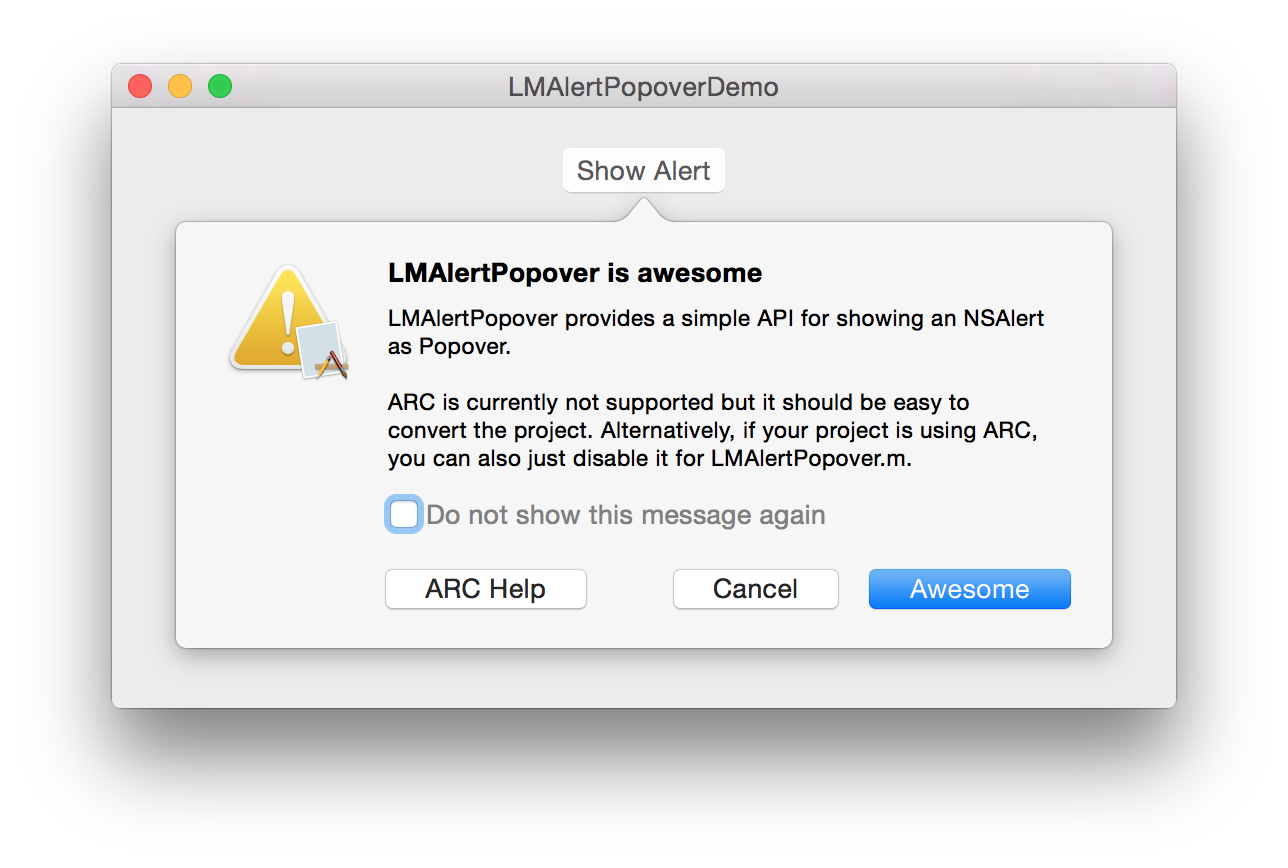 LMAlertPopoverDemo
Show Alert
LMAlertPopover is awesome
LMAlertPopover provides a simple API for showing an NSAlert
as Popover.
ARC is currently not supported but it should be easy to
convert the project. Alternatively, if your project is using ARC,
you can also just disable it for LMAlertPopover.m.
Do not show this message again
ARC Help
Cancel
Awesome